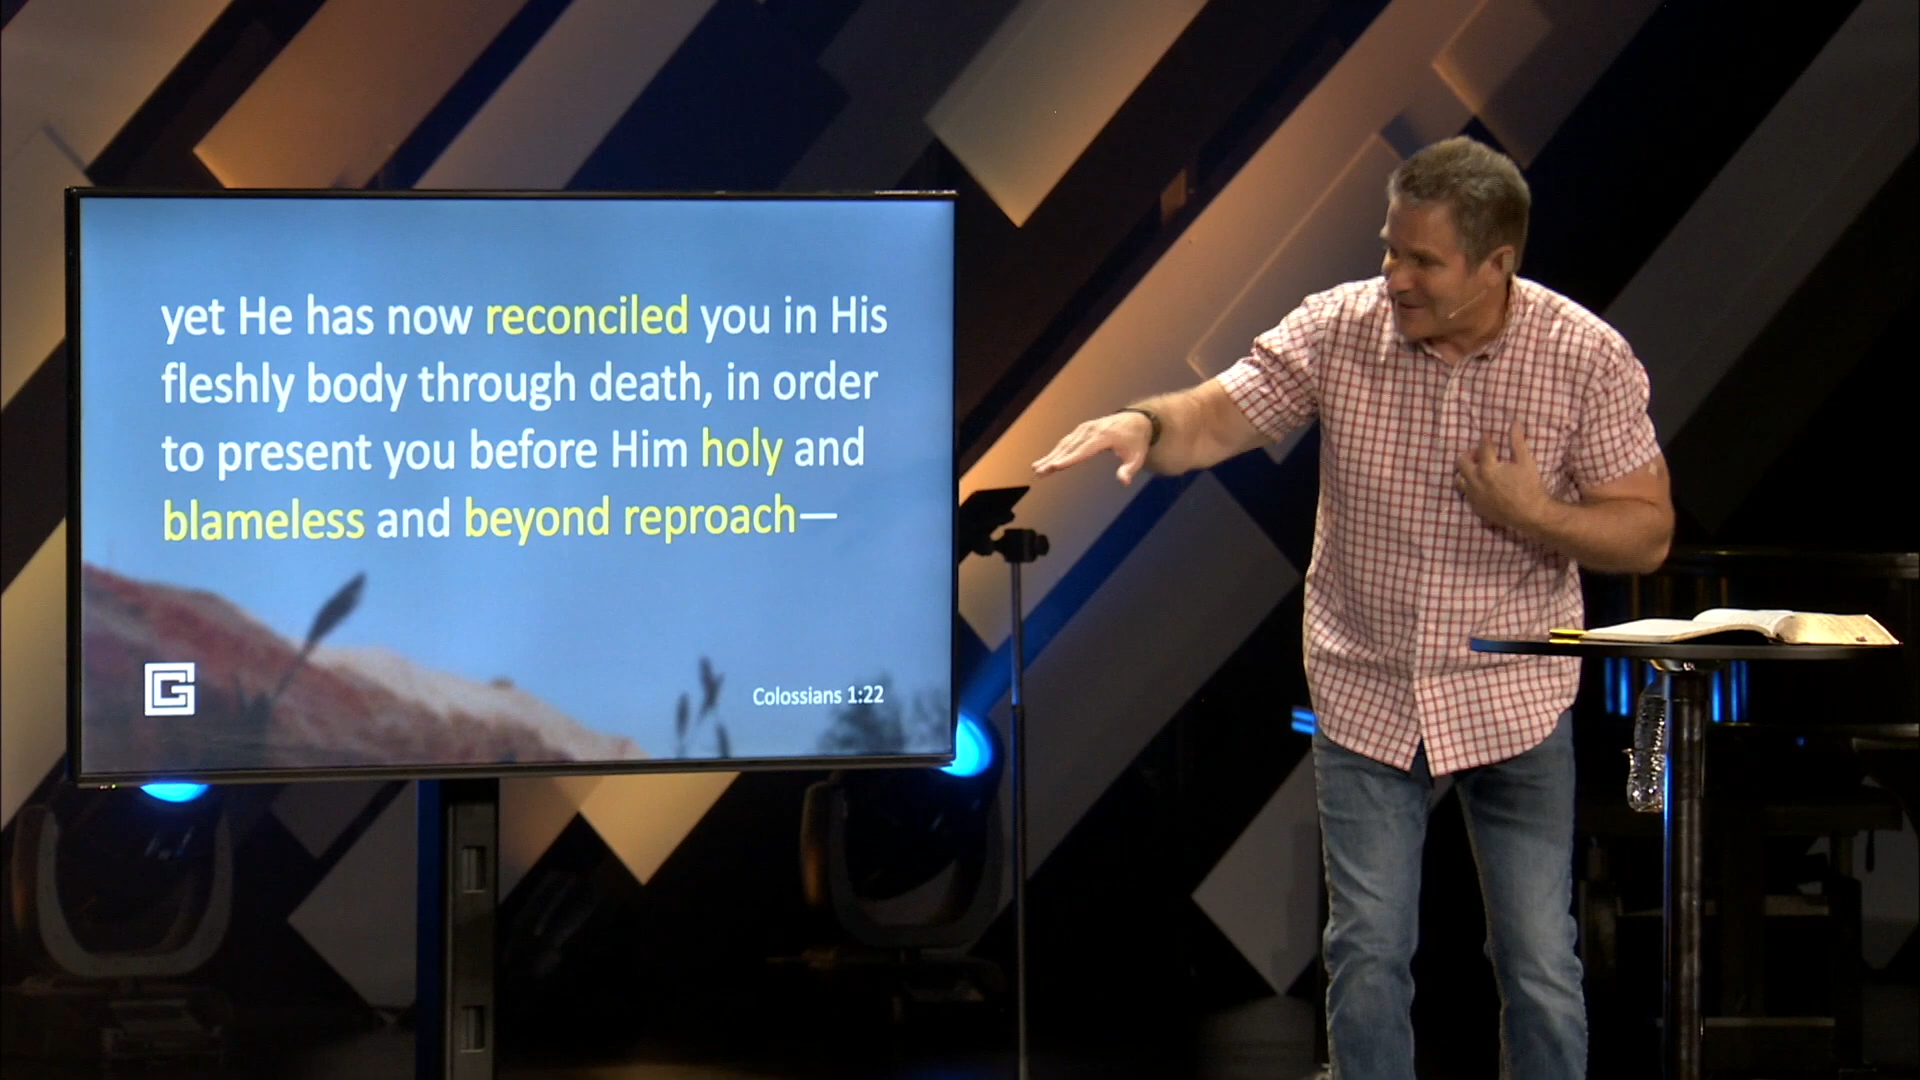 yet He has now reconciled you in His
fleshly body through death, in order
to present you before Him holy and
blameless and beyond reproach—
Colossians 1:22